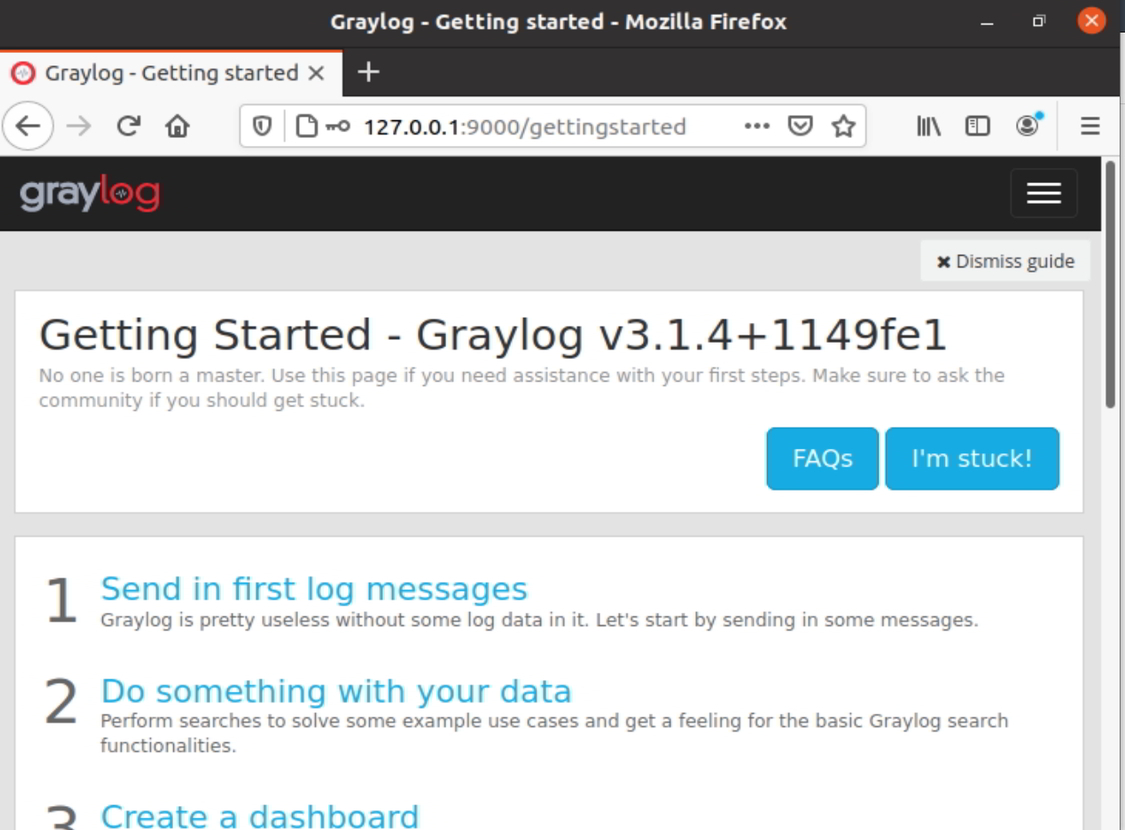 Graylog - Getting started - Mozilla Firefox
Graylog - Getting started
127.0.0.1:9000/gettingstarted
graylog
Dismiss guide
Getting Started - Graylog v3.1.4+1149fe1
No one is born a master. Use this page if you need assistance with your first steps. Make sure to ask the
community if you should get stuck.
FAQs
I'm stuck!
1 Send in first log messages
Graylog is pretty useless without some log data in it. Let's start by sending in some messages.
2 Do something with your data
Perform searches to solve some example use cases and get a feeling for the basic Graylog search
functionalities.
3 Create a dashboard